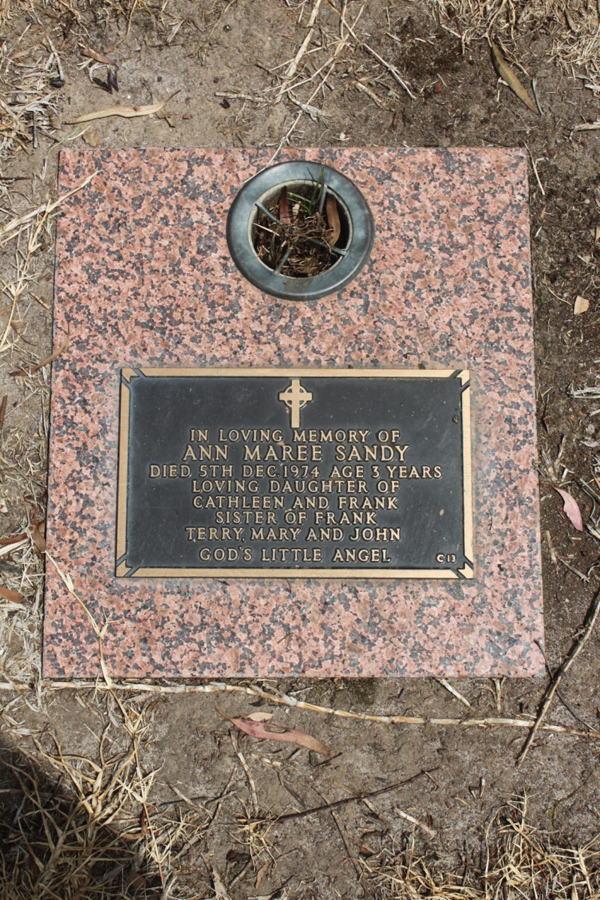 IN LOVING MEMORY OF
ANN MAREE SANDY
DIED 5TH DEC. 1974 AGE 3 YEARS
LOVING DAUGHTER OF
CATHLEEN AND FRANK
SISTER OF FRANK
TERRY, MARY AND JOHN
GOD'S LITTLE ANGEL
C 13